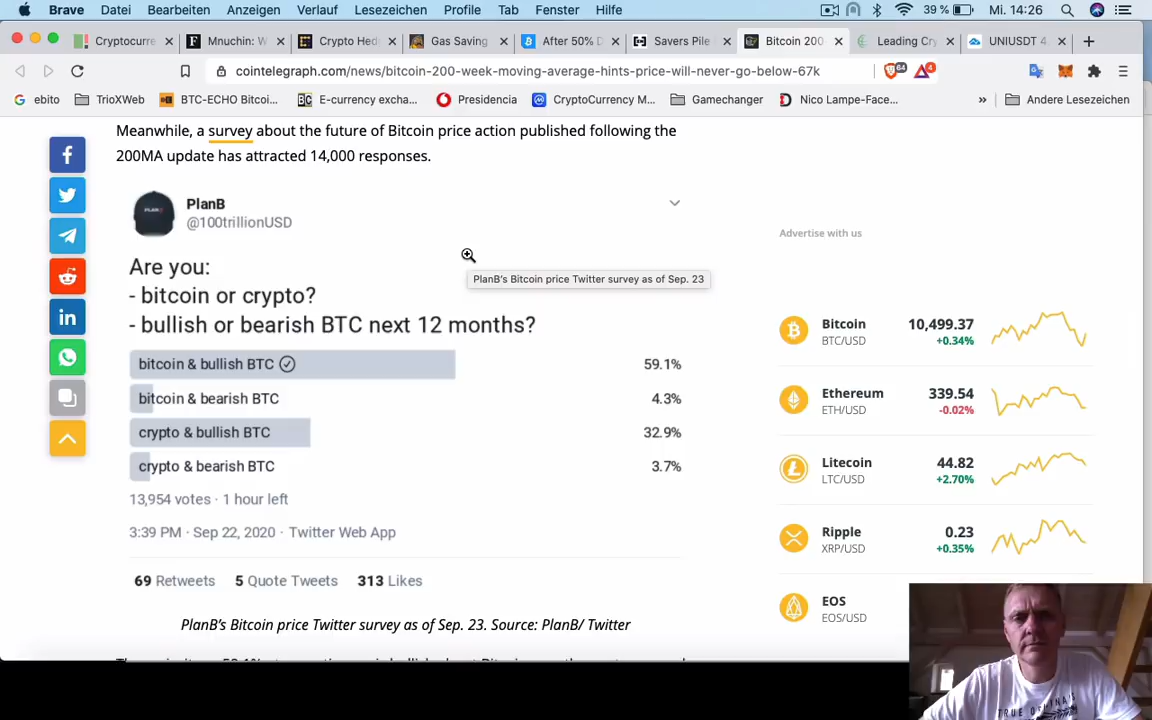 Brave Datei Bearbeiten Anzeigen Verlauf Lesezeichen Profile Tab Fenster Hilfe 39 % Mi. 14:26
Cryptocurre Mnuchin: W Crypto Hed Gas Saving After 50% D Savers Pile Bitcoin 200 Leading Cry UNIUSDT 4
cointelegraph.com/news/bitcoin-200-week-moving-average-hints-price-will-never-go-below-67k 64 4
ebito TrioXWeb BTC-ECHO Bitcoi... E-currency excha... Presidencia CryptoCurrency M... Gamechanger Nico Lampe-Face... » Andere Lesezeichen
Meanwhile, a survey about the future of Bitcoin price action published following the
200MA update has attracted 14,000 responses.
PlanB
@100trillionUSD
Are you:
- bitcoin or crypto?
- bullish or bearish BTC next 12 months?
PlanB's Bitcoin price Twitter survey as of Sep. 23
bitcoin & bullish BTC 59.1%
bitcoin & bearish BTC 4.3%
crypto & bullish BTC 32.9%
crypto & bearish BTC 3.7%
13,954 votes · 1 hour left
3:39 PM · Sep 22, 2020 · Twitter Web App
69 Retweets 5 Quote Tweets 313 Likes
PlanB's Bitcoin price Twitter survey as of Sep. 23. Source: PlanB/ Twitter
Advertise with us
Bitcoin 10,499.37
BTC/USD +0.34%
Ethereum 339.54
ETH/USD -0.02%
Litecoin 44.82
LTC/USD +2.70%
Ripple 0.23
XRP/USD +0.35%
EOS
EOS/USD